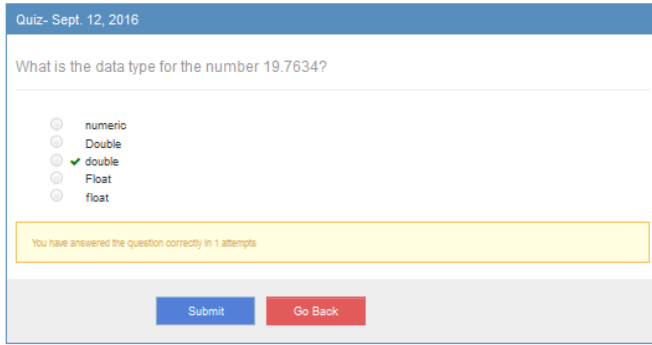 Quiz- Sept. 12, 2016
What is the data type for the number 19.7634?
numeric
Double
double
Float
float
You have answered the question correctly in 1 attempts
Submit Go Back